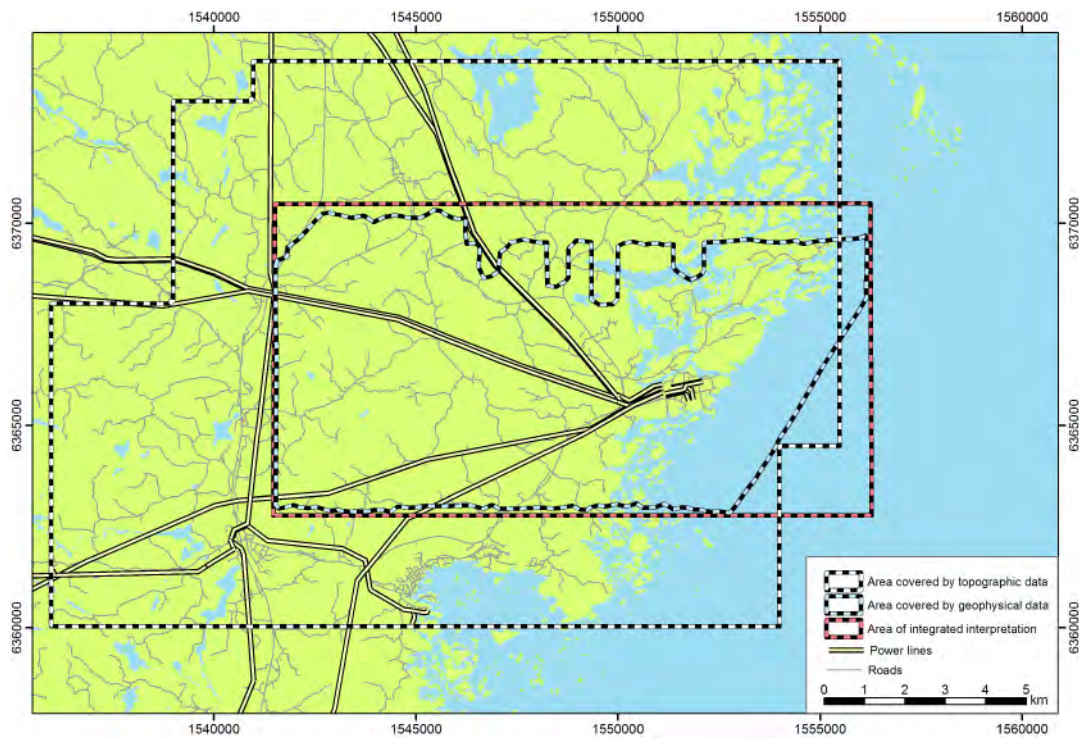 1540000 1545000 1550000 1555000 1560000
6370000 6370000
6365000 6365000
6360000 6360000
Area covered by topographic data
Area covered by geophysical data
Area of integrated interpretation
Power lines
Roads
0 1 2 3 4 5
km
1540000 1545000 1550000 1555000 1560000